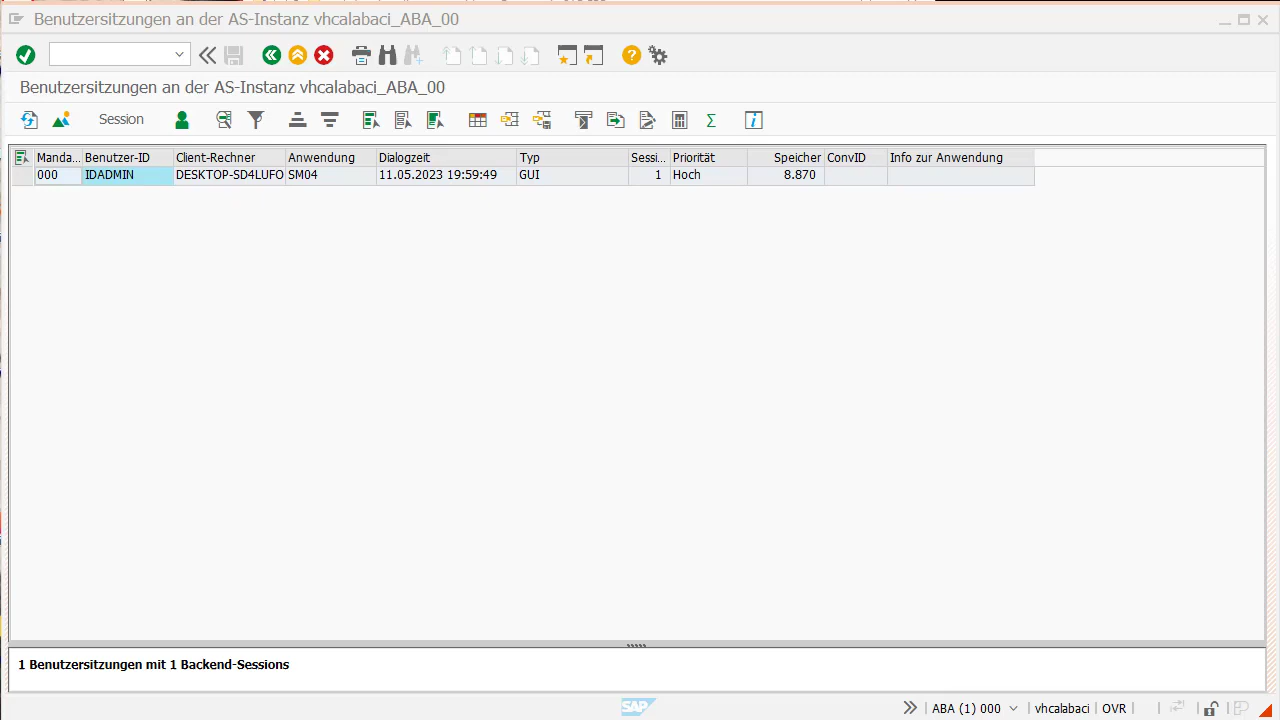 Benutzersitzungen an der AS-Instanz vhcalabaci_ABA_00
Benutzersitzungen an der AS-Instanz vhcalabaci_ABA_00
Session
Manda... Benutzer-ID Client-Rechner Anwendung Dialogzeit Typ Sessi... Priorität Speicher ConvID Info zur Anwendung
000 IDADMIN DESKTOP-SD4LUFO SM04 11.05.2023 19:59:49 GUI 1 Hoch 8.870
1 Benutzersitzungen mit 1 Backend-Sessions
SAP ABA (1) 000 vhcalabaci OVR